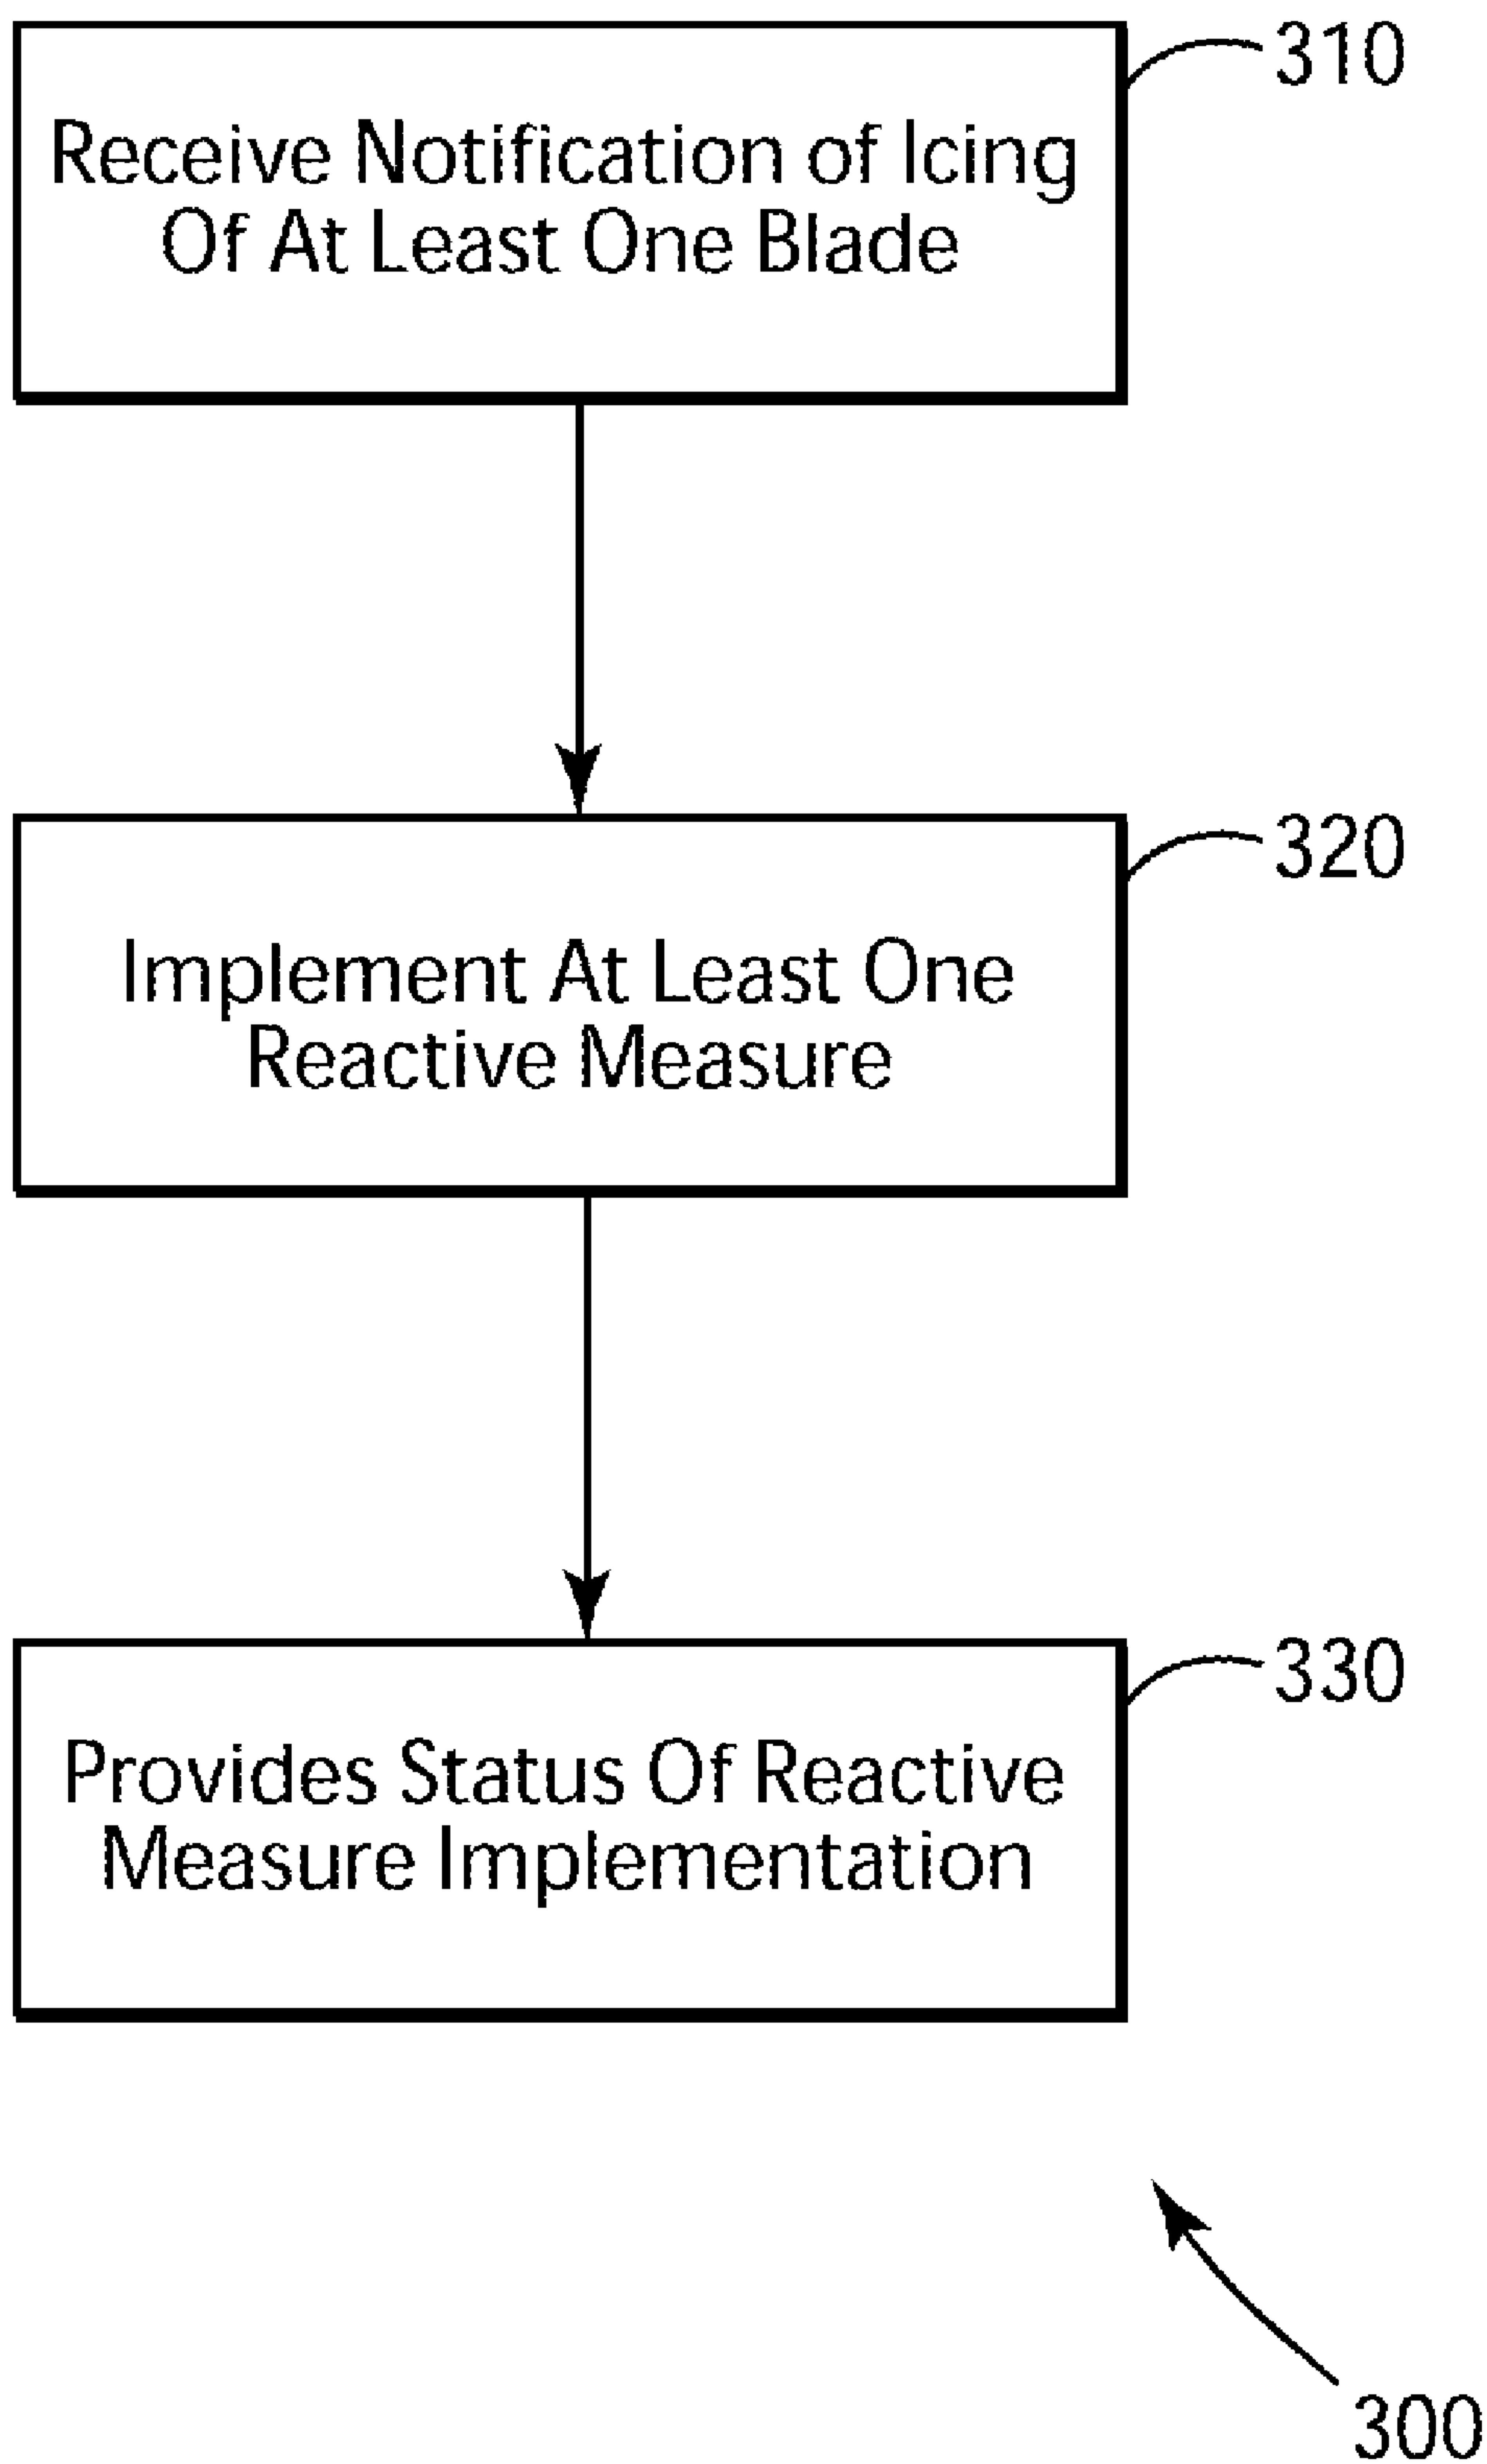 310
Receive Notification of Icing
Of At Least One Blade
320
Implement At Least One
Reactive Measure
330
Provides Status Of Reactive
Measure Implementation
300